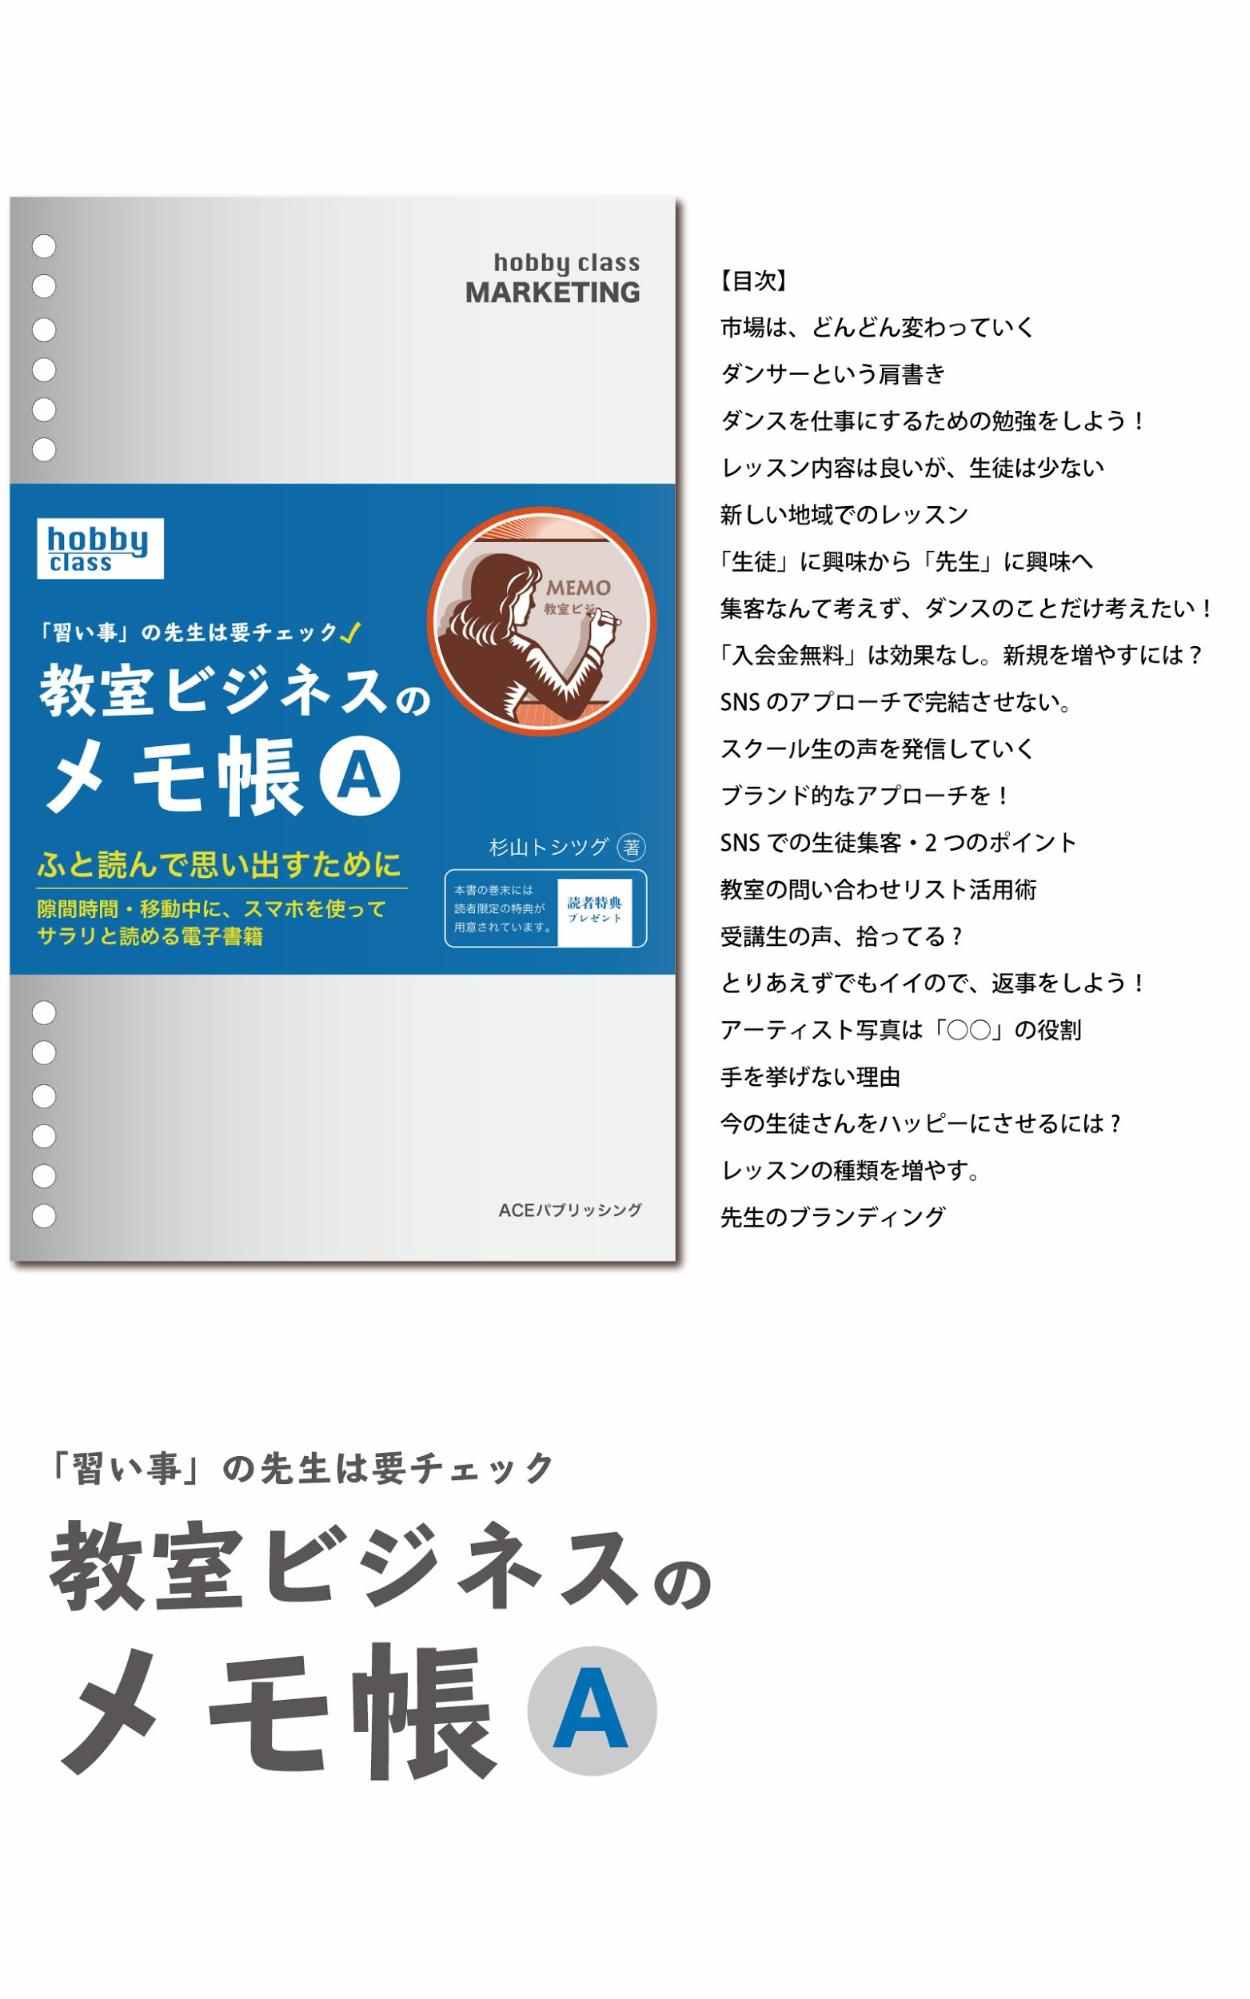 hobby class
MARKETING
hobby
class
MEMO
教室ビジ
「習い事」の先生は要チェック✓
教室ビジネスの
メモ帳 A
ふと読んで思い出すために
隙間時間・移動中に、スマホを使って
サラリと読める電子書籍
杉山トシツグ 著
本書の巻末には
読者限定の特典が
用意されています。
読者特典
プレゼント
ACEパブリッシング
【目次】
市場は、どんどん変わっていく
ダンサーという肩書き
ダンスを仕事にするための勉強をしよう！
レッスン内容は良いが、生徒は少ない
新しい地域でのレッスン
「生徒」に興味から「先生」に興味へ
集客なんて考えず、ダンスのことだけ考えたい！
「入会金無料」は効果なし。新規を増やすには？
SNS のアプローチで完結させない。
スクール生の声を発信していく
ブランド的なアプローチを！
SNS での生徒集客・2 つのポイント
教室の問い合わせリスト活用術
受講生の声、拾ってる？
とりあえずでもイイので、返事をしよう！
アーティスト写真は「〇〇」の役割
手を挙げない理由
今の生徒さんをハッピーにさせるには？
レッスンの種類を増やす。
先生のブランディング
「習い事」の先生は要チェック
教室ビジネスの
メモ帳 A